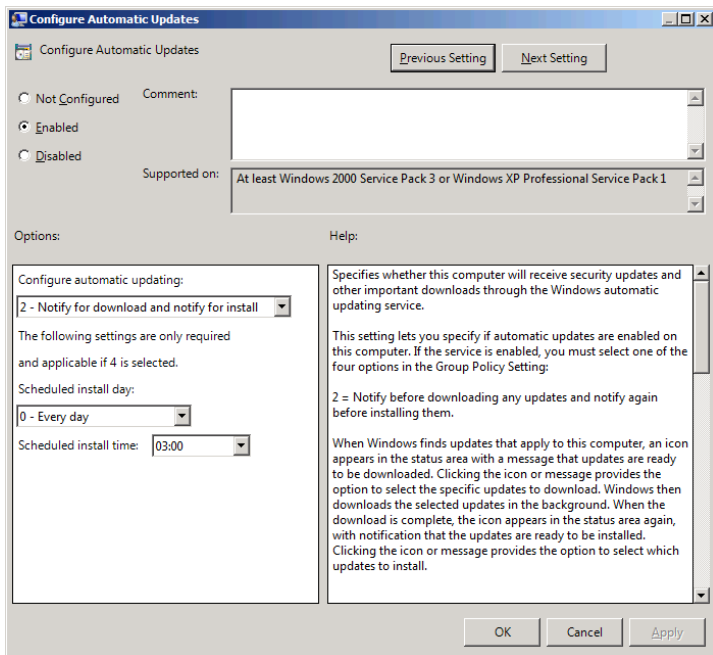 Configure Automatic Updates
Configure Automatic Updates
Previous Setting
Next Setting
Not Configured
Comment:
Enabled
Disabled
Supported on:
At least Windows 2000 Service Pack 3 or Windows XP Professional Service Pack 1
Options:
Help:
Configure automatic updating:
2 - Notify for download and notify for install
The following settings are only required
and applicable if 4 is selected.
Scheduled install day:
0 - Every day
Scheduled install time:
03:00
Specifies whether this computer will receive security updates and
other important downloads through the Windows automatic
updating service.
This setting lets you specify if automatic updates are enabled on
this computer. If the service is enabled, you must select one of the
four options in the Group Policy Setting:
2 = Notify before downloading any updates and notify again
before installing them.
When Windows finds updates that apply to this computer, an icon
appears in the status area with a message that updates are ready
to be downloaded. Clicking the icon or message provides the
option to select the specific updates to download. Windows then
downloads the selected updates in the background. When the
download is complete, the icon appears in the status area again,
with notification that the updates are ready to be installed.
Clicking the icon or message provides the option to select which
updates to install.
OK
Cancel
Apply